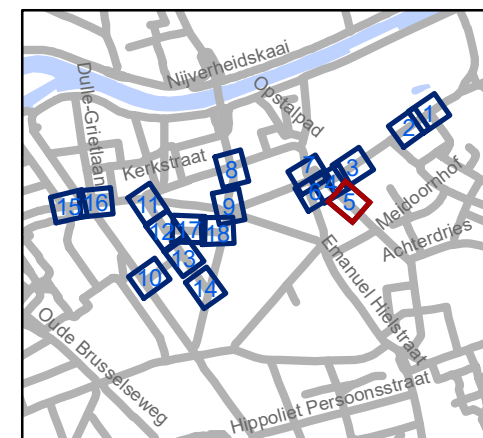 Nijverheidskaai
Opstalpad
Dulle-Grietlaan
Kerkstraat
1
2
3
7
4
6
5
8
9
11
16
15
12
17
18
13
10
14
Meidoornhof
Achterdries
Emanuel Hielstraat
Oude Brusselseweg
Hippoliet Persoonsstraat